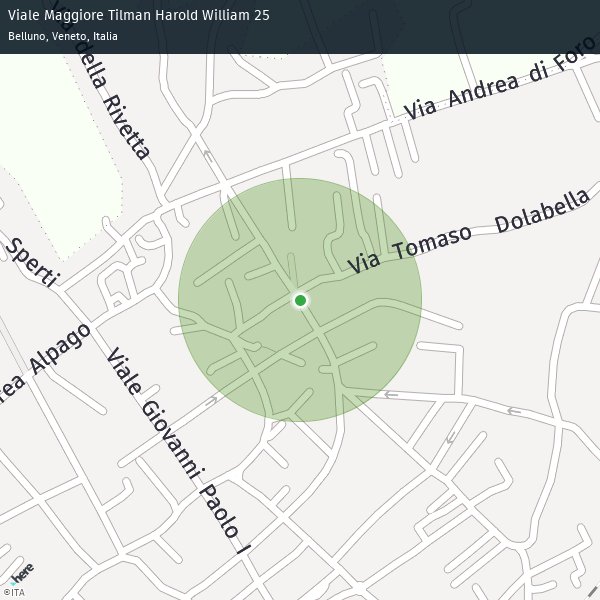 Viale Maggiore Tilman Harold William 25
Belluno, Veneto, Italia
della Rivetta
Via Andrea di Foro
Via Tomaso Dolabella
Sperti
Alpago
Viale Giovanni Paolo I
here
©ITA